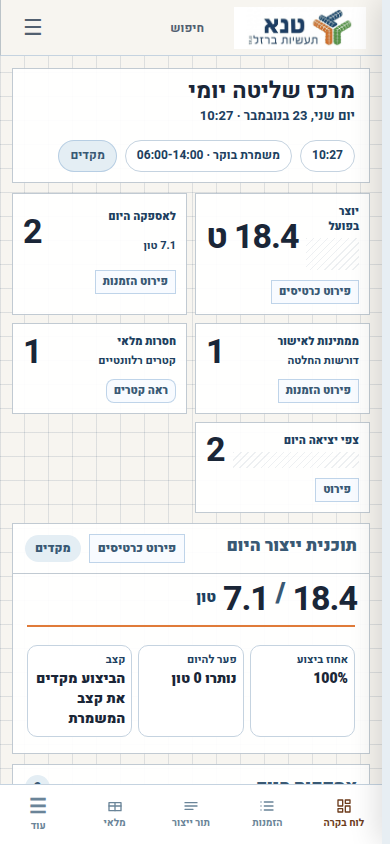 טנא
תעשיות ברזל
חיפוש
מרכז שליטה יומי
יום שני, 23 בנובמבר · 10:27
10:27
משמרת בוקר · 06:00-14:00
מקדים
יוצר
בפועל
18.4 ט
פירוט כרטיסים
לאספקה היום
2
7.1 טון
פירוט הזמנות
ממתינות לאישור
1
דורשות החלטה
פירוט הזמנות
חסרות מלאי
1
קטרים רלוונטיים
ראה קטרים
צפי יציאה היום
2
פירוט
תוכנית ייצור היום
פירוט כרטיסים
מקדים
18.4 / 7.1 טון
אחוז ביצוע
100%
פער להיום
נותרו 0 טון
קצב
הביצוע מקדים
את קצב
המשמרת
לוח בקרה
הזמנות
תור ייצור
מלאי
עוד